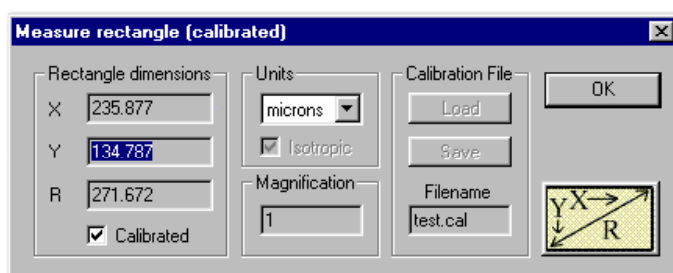 Measure rectangle (calibrated)
Rectangle dimensions
X 235.877
Y 134.787
R 271.672
Calibrated
Units
microns
Isotropic
Magnification
1
Calibration File
Load
Save
Filename
test.cal
OK
X
Y
R